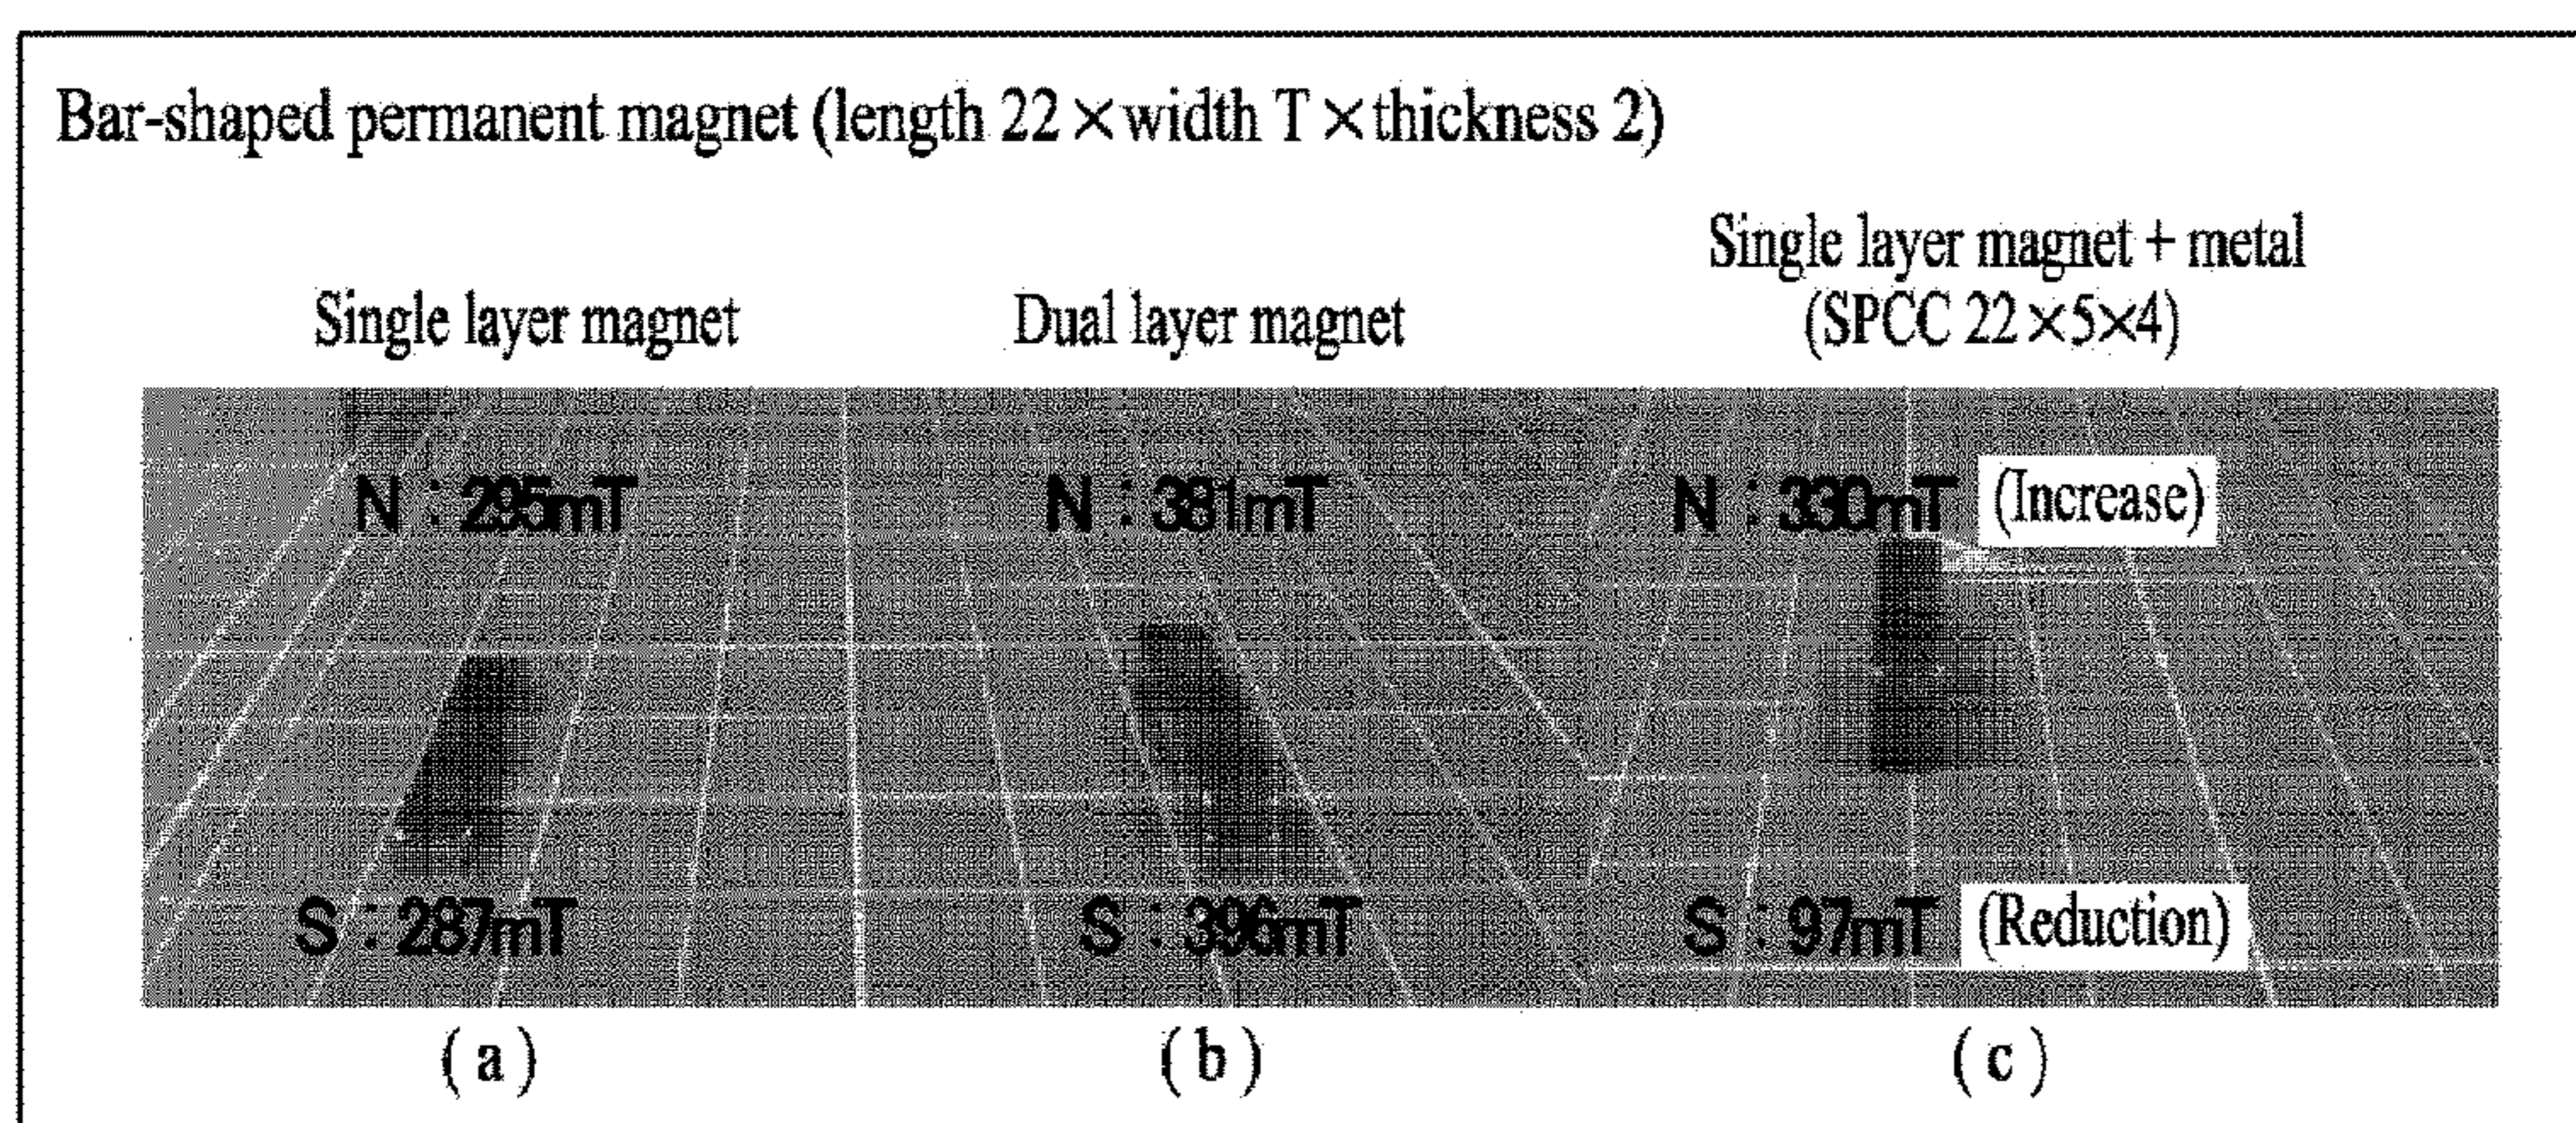 Bar-shaped permanent magnet (length 22 × width T × thickness 2)
Single layer magnet
Dual layer magnet
Single layer magnet + metal
(SPCC 22×5×4)
N : 295mT
N : 381mT
N : 330mT (Increase)
S : 287mT
S : 396mT
S : 97mT (Reduction)
(a)
(b)
(c)